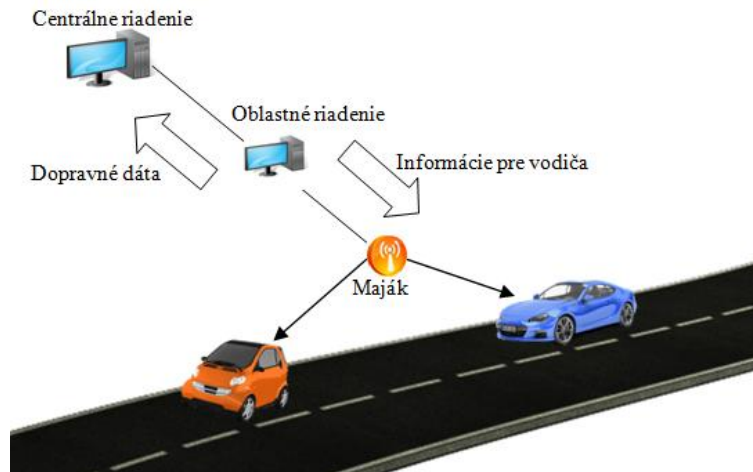 Centrálne riadenie
Oblastné riadenie
Dopravné dáta
Informácie pre vodiča
Maják